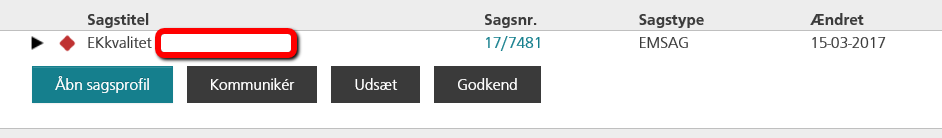 Sagstitel Sagsnr. Sagstype Ændret
EKkvalitet 17/7481 EMSAG 15-03-2017
Åbn sagsprofil Kommunikér Udsæt Godkend